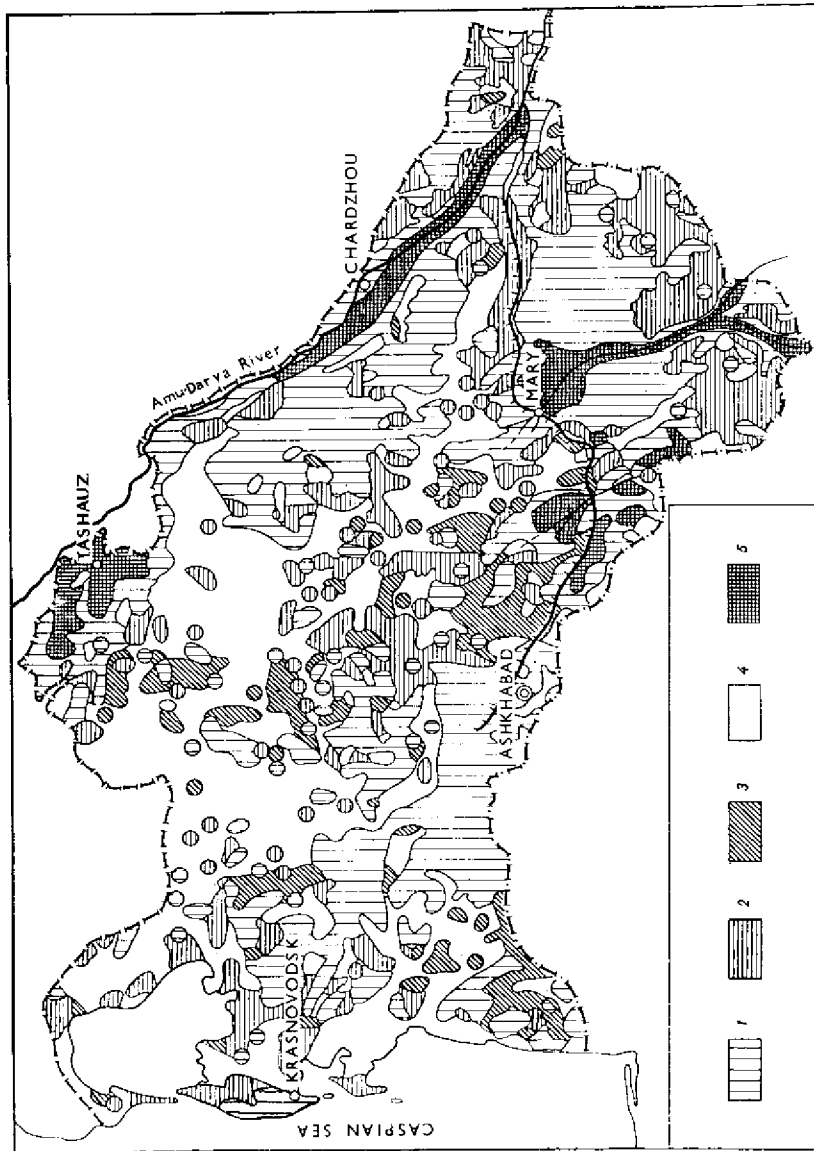 TASHAUZ
Amu-Darya River
CHARDZHOU
MARY
ASHKHABAD
KRASNOVODSK
CASPIAN SEA
1
2
3
4
5